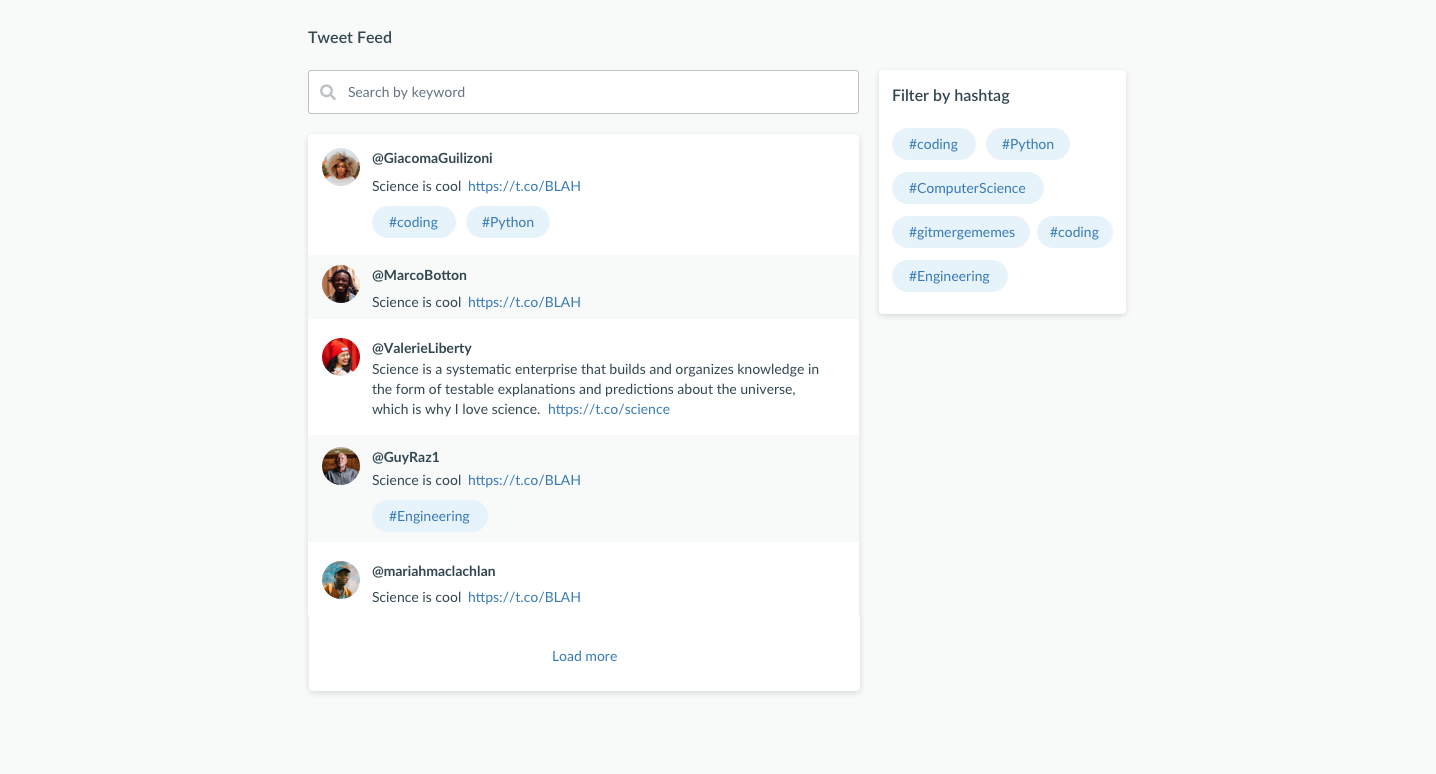 Tweet Feed
Search by keyword
@GiacomaGuilizoni
Science is cool https://t.co/BLAH
#coding #Python
@MarcoBotton
Science is cool https://t.co/BLAH
@ValerieLiberty
Science is a systematic enterprise that builds and organizes knowledge in
the form of testable explanations and predictions about the universe,
which is why I love science. https://t.co/science
@GuyRaz1
Science is cool https://t.co/BLAH
#Engineering
@mariahmaclachlan
Science is cool https://t.co/BLAH
Load more
Filter by hashtag
#coding #Python
#ComputerScience
#gitmergememes #coding
#Engineering